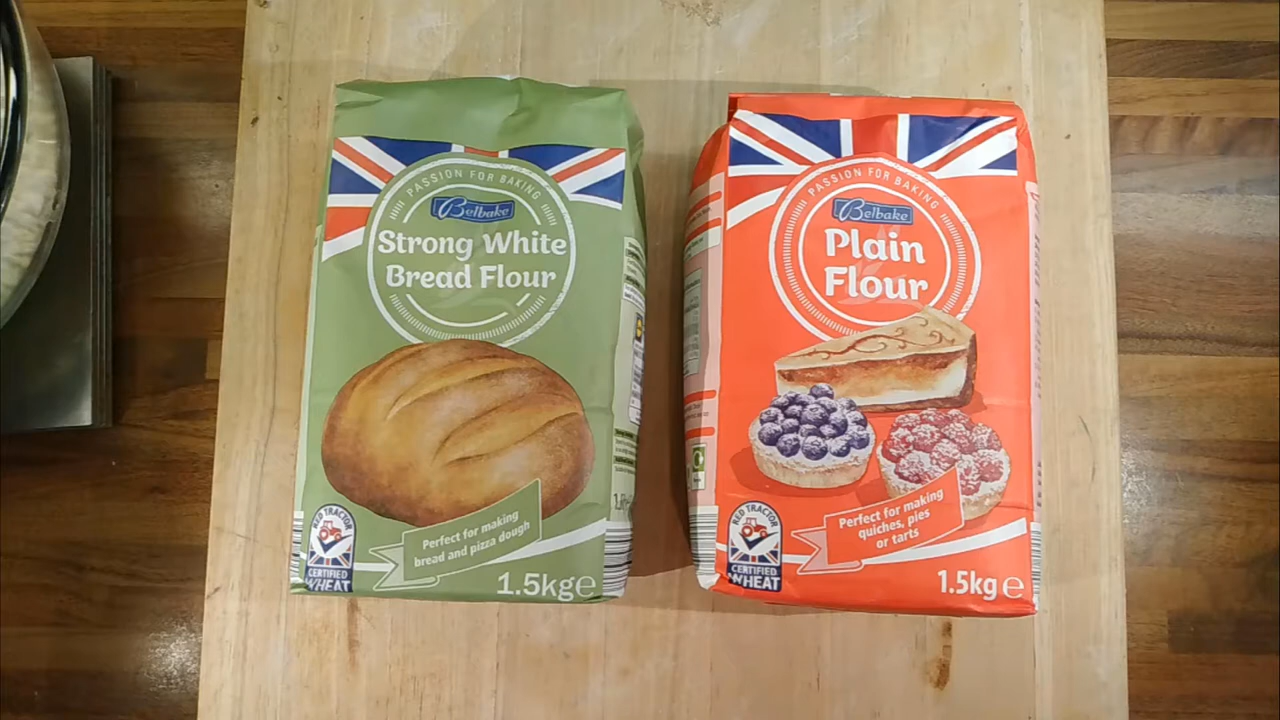 PASSION FOR BAKING
Belbake
Strong White
Bread Flour
Perfect for making
bread and pizza dough
RED TRACTOR
CERTIFIED
WHEAT
1.5kg e
PASSION FOR BAKING
Belbake
Plain
Flour
Perfect for making
quiches, pies
or tarts
RED TRACTOR
CERTIFIED
WHEAT
1.5kg e